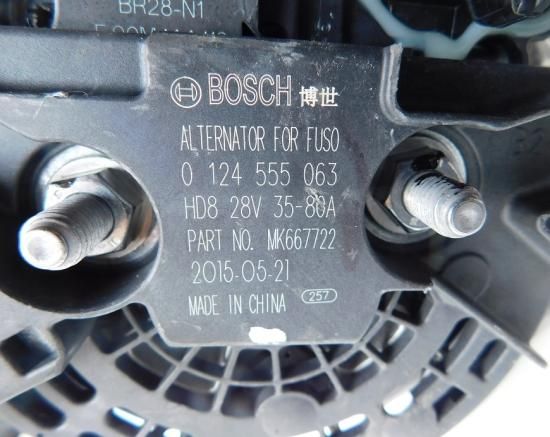 BR28-N1
BOSCH 博世
ALTERNATOR FOR FUSO
0 124 555 063
HD8 28V 35-80A
PART NO. MK667722
2015-05-21
MADE IN CHINA 257